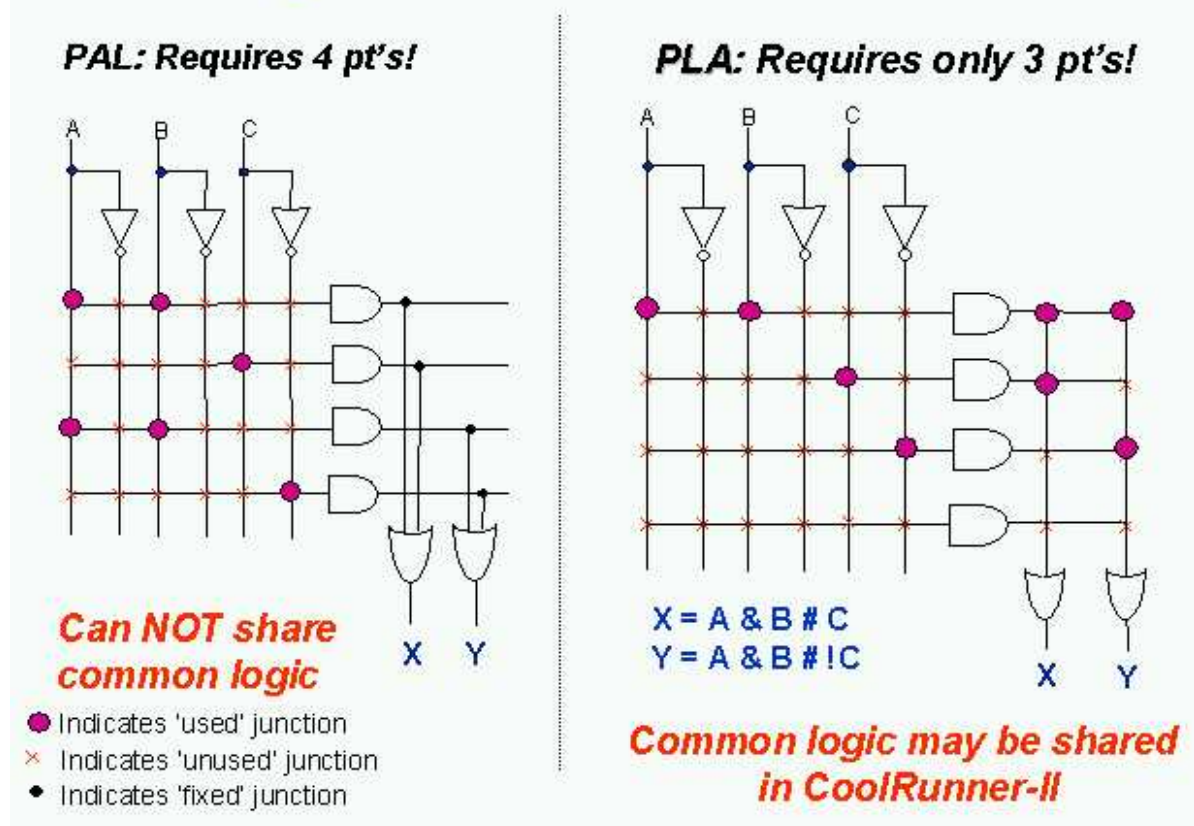 PAL: Requires 4 pt's!
A B C
X Y
Can NOT share
common logic
Indicates 'used' junction
Indicates 'unused' junction
Indicates 'fixed' junction
PLA: Requires only 3 pt's!
A B C
X = A & B # C
Y = A & B # !C
X Y
Common logic may be shared
in CoolRunner-II